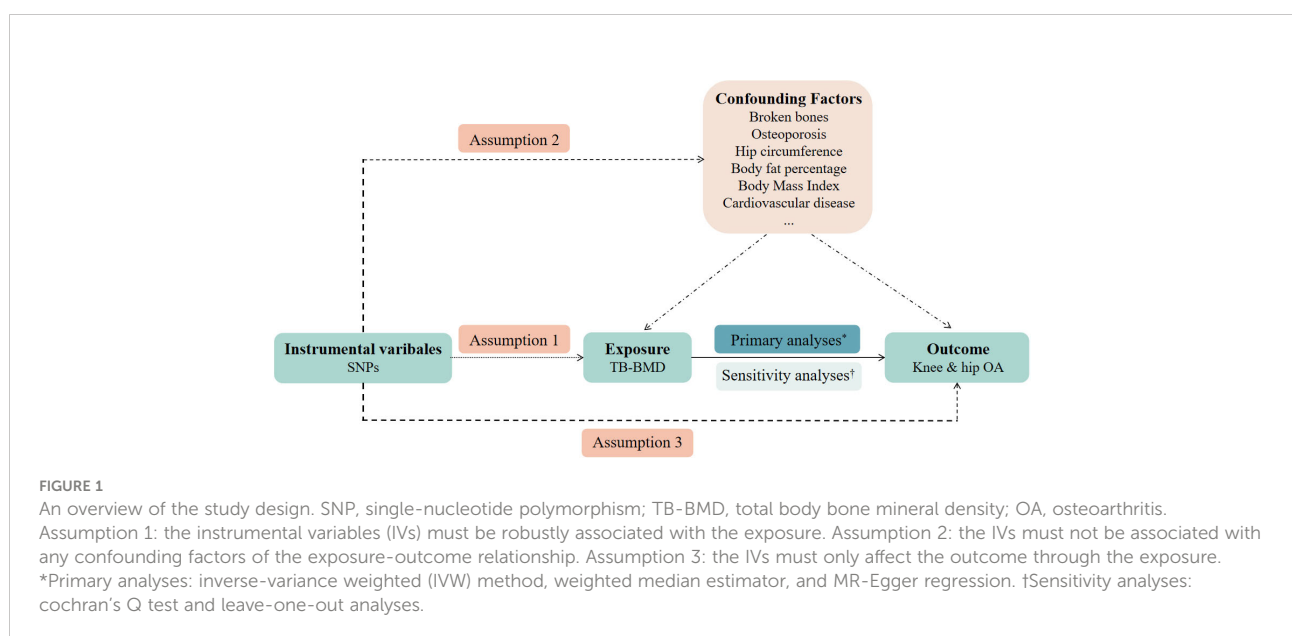 Confounding Factors
Broken bones
Osteoporosis
Hip circumference
Body fat percentage
Body Mass Index
Cardiovascular disease
...
Assumption 2
Instrumental varibales
SNPs
Assumption 1
Exposure
TB-BMD
Primary analyses*
Sensitivity analyses†
Outcome
Knee & hip OA
Assumption 3
FIGURE 1
An overview of the study design. SNP, single-nucleotide polymorphism; TB-BMD, total body bone mineral density; OA, osteoarthritis.
Assumption 1: the instrumental variables (IVs) must be robustly associated with the exposure. Assumption 2: the IVs must not be associated with
any confounding factors of the exposure-outcome relationship. Assumption 3: the IVs must only affect the outcome through the exposure.
*Primary analyses: inverse-variance weighted (IVW) method, weighted median estimator, and MR-Egger regression. †Sensitivity analyses:
cochran’s Q test and leave-one-out analyses.